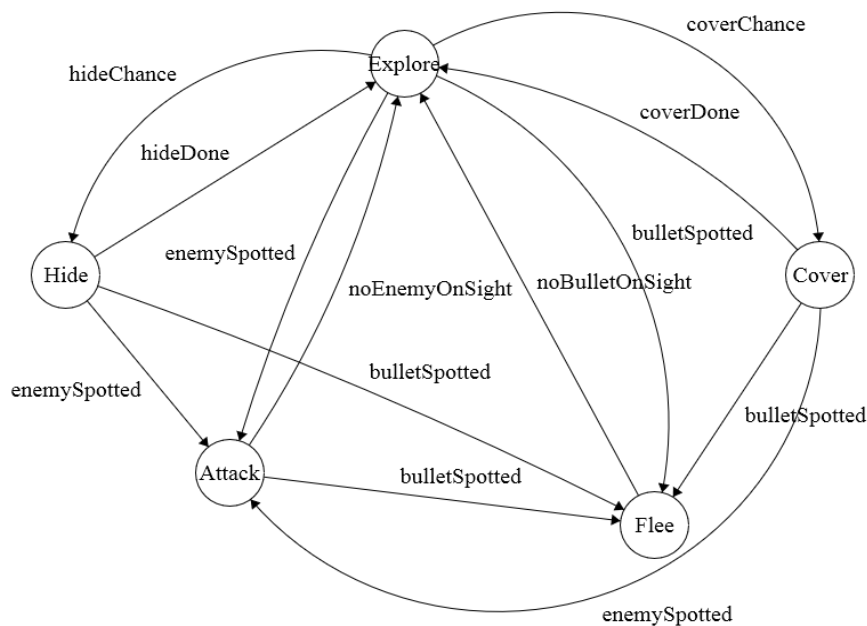 coverChance
Explore
hideChance
coverDone
hideDone
bulletSpotted
enemySpotted
Hide
noEnemyOnSight
noBulletOnSight
Cover
bulletSpotted
enemySpotted
bulletSpotted
Attack
bulletSpotted
Flee
enemySpotted